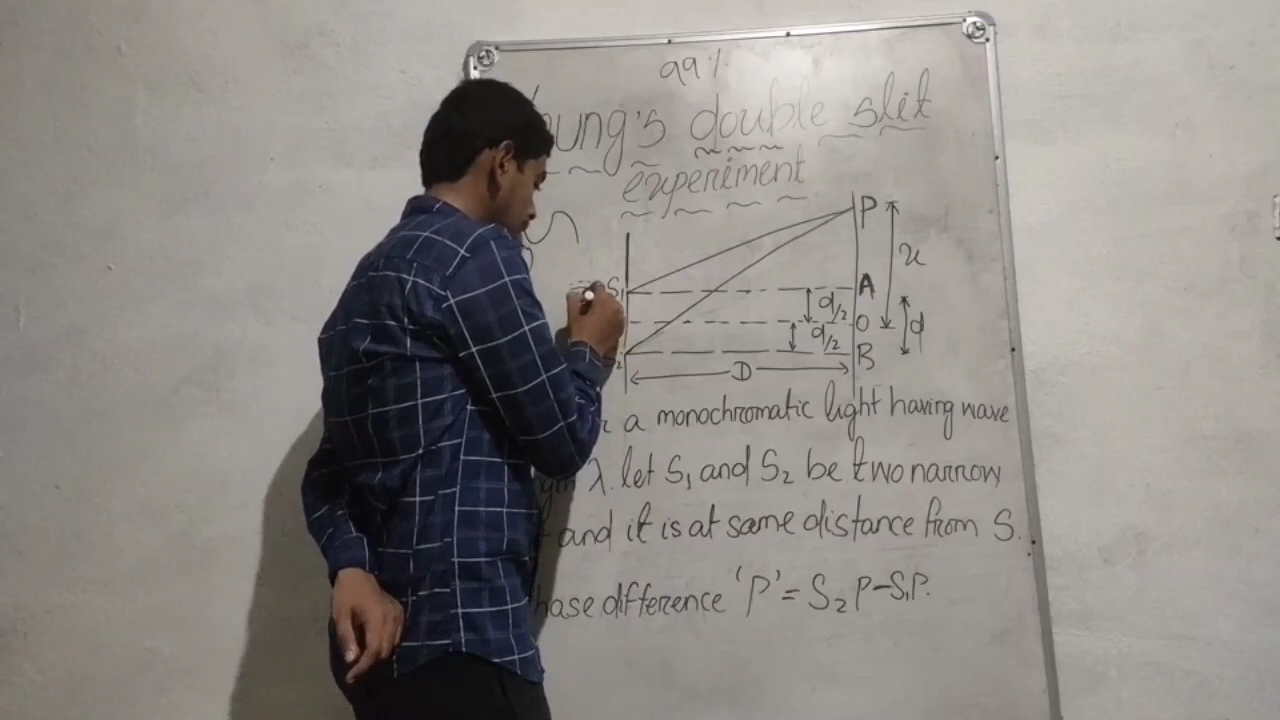 99%
ung's double slit
experiment
P
x
S₁
A
d/2
O
d
d/2
B
D
a monochromatic light having wave
λ. let S₁ and S₂ be two narrow
and it is at same distance from S.
hase difference 'P' = S₂P-S₁P.